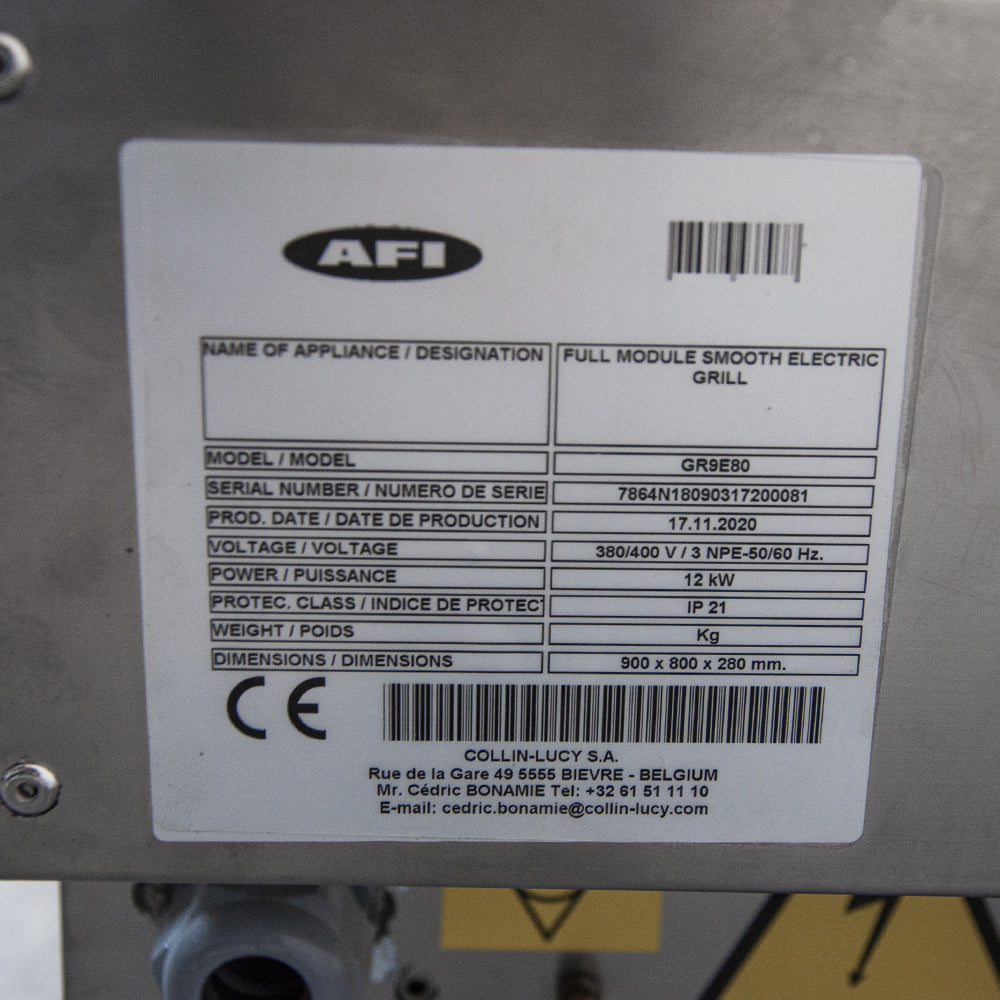 AFI
NAME OF APPLIANCE / DESIGNATION
FULL MODULE SMOOTH ELECTRIC
GRILL
MODEL / MODEL
GR9E80
SERIAL NUMBER / NUMERO DE SERIE
7864N18090317200081
PROD. DATE / DATE DE PRODUCTION
17.11.2020
VOLTAGE / VOLTAGE
380/400 V / 3 NPE-50/60 Hz.
POWER / PUISSANCE
12 kW
PROTEC. CLASS / INDICE DE PROTEC
IP 21
WEIGHT / POIDS
Kg
DIMENSIONS / DIMENSIONS
900 x 800 x 280 mm.
CE
COLLIN-LUCY S.A.
Rue de la Gare 49 5555 BIEVRE - BELGIUM
Mr. Cédric BONAMIE Tel: +32 61 51 11 10
E-mail: cedric.bonamie@collin-lucy.com